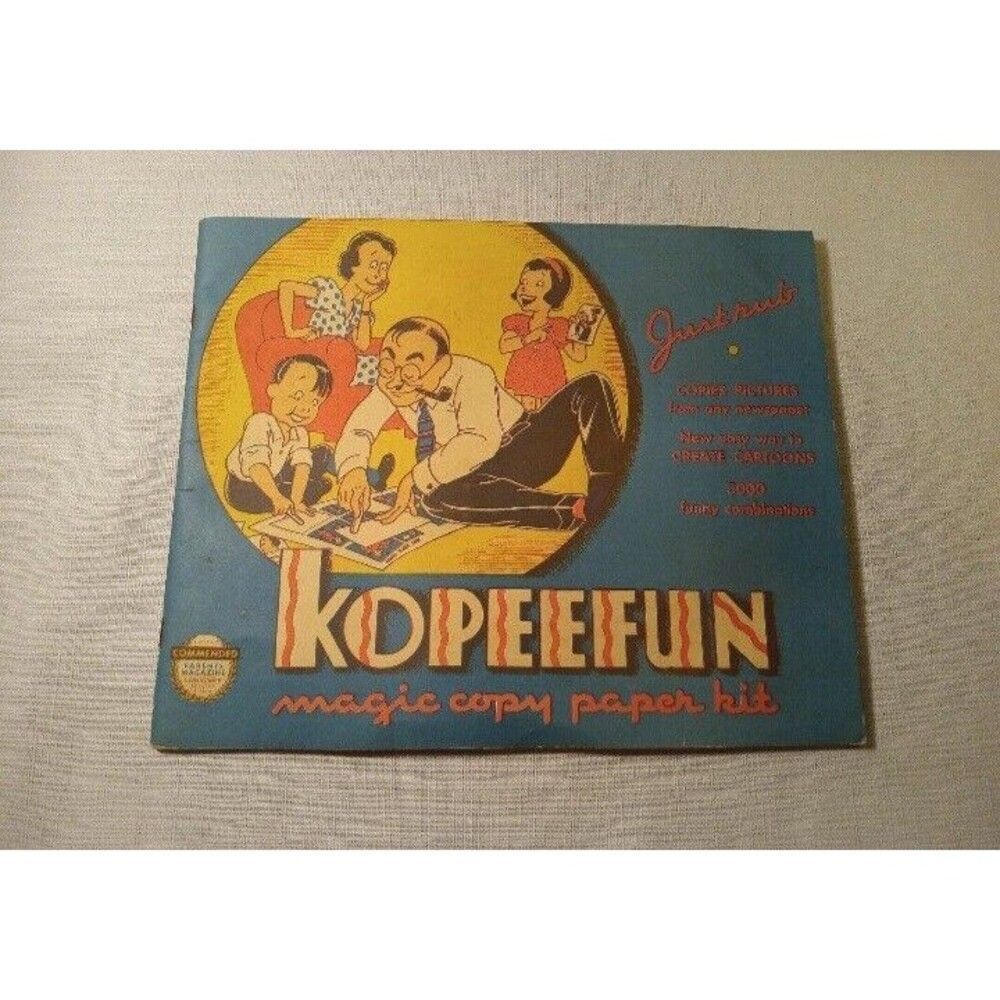 Just rub
COPIES PICTURES
from any newspaper
New easy way to
CREATE CARTOONS
5000
funny combinations
KOPEEFUN
magic copy paper kit
COMMENDED
PARENTS
MAGAZINE